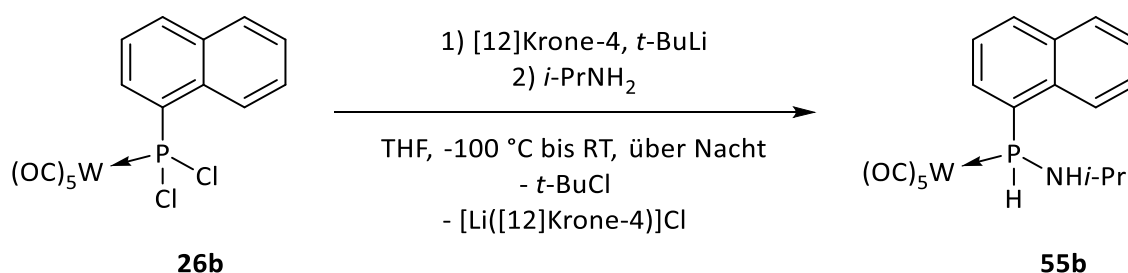 1) [12]Krone-4, t-BuLi
2) i-PrNH₂
THF, -100 °C bis RT, über Nacht
- t-BuCl
- [Li([12]Krone-4)]Cl
(OC)₅W
P
Cl
Cl
26b
(OC)₅W
P
NHi-Pr
H
55b